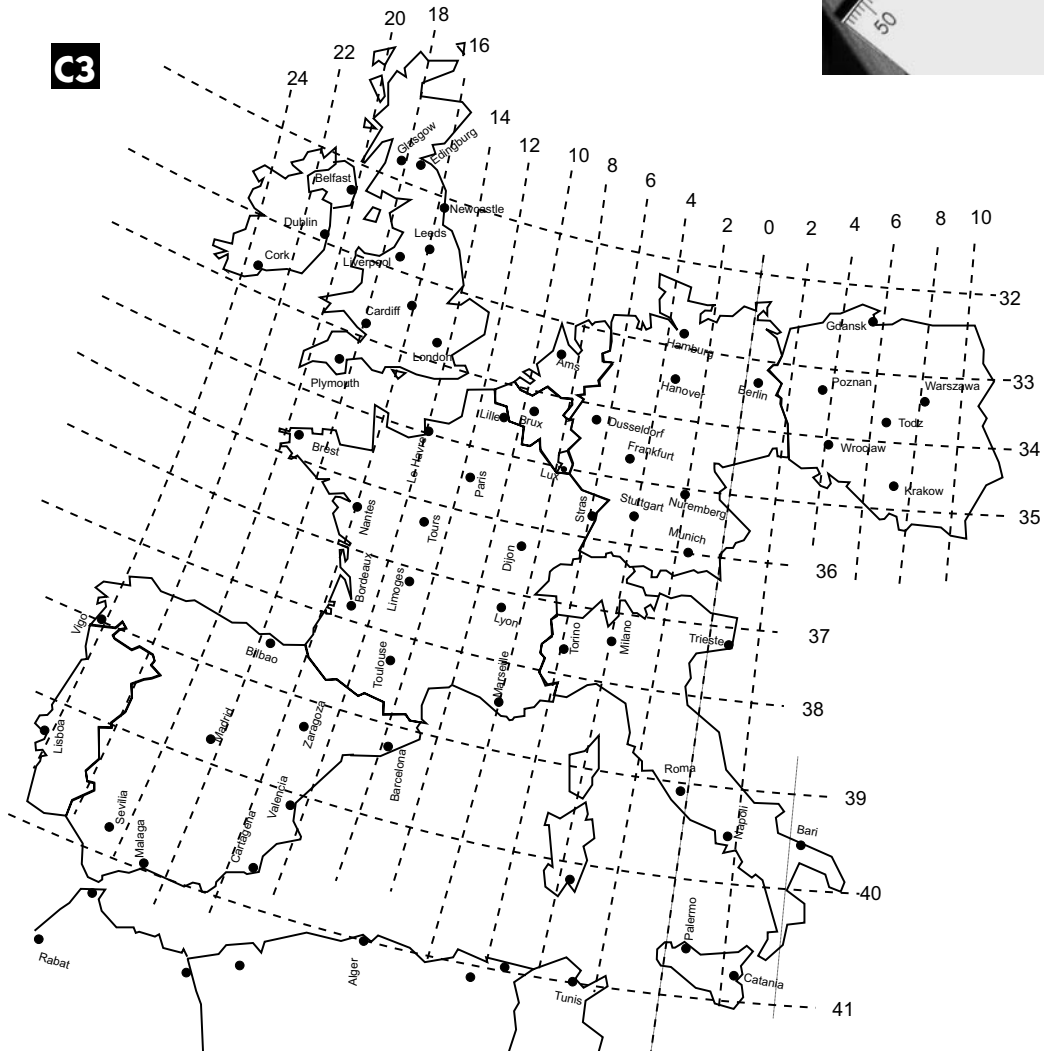 C3
50
24
22
20
18
16
14
12
10
8
6
4
2
0
2
4
6
8
10
32
33
34
35
36
37
38
39
40
41
Glasgow
Edingburg
Belfast
Newcastle
Dublin
Leeds
Cork
Liverpool
Cardiff
London
Plymouth
Ams
Hamburg
Hanover
Berlin
Gdansk
Poznan
Warszawa
Todz
Wroclaw
Krakow
Lille
Brux
Dusseldorf
Frankfurt
Lux
Brest
Le Havre
Paris
Stras
Stuttgart
Nuremberg
Munich
Nantes
Tours
Dijon
Bordeaux
Limoges
Lyon
Torino
Milano
Trieste
Vigo
Bilbao
Toulouse
Marseille
Lisboa
Madrid
Zaragoza
Barcelona
Roma
Napoli
Bari
Sevilla
Malaga
Cartagena
Valencia
Palermo
Catania
Rabat
Alger
Tunis